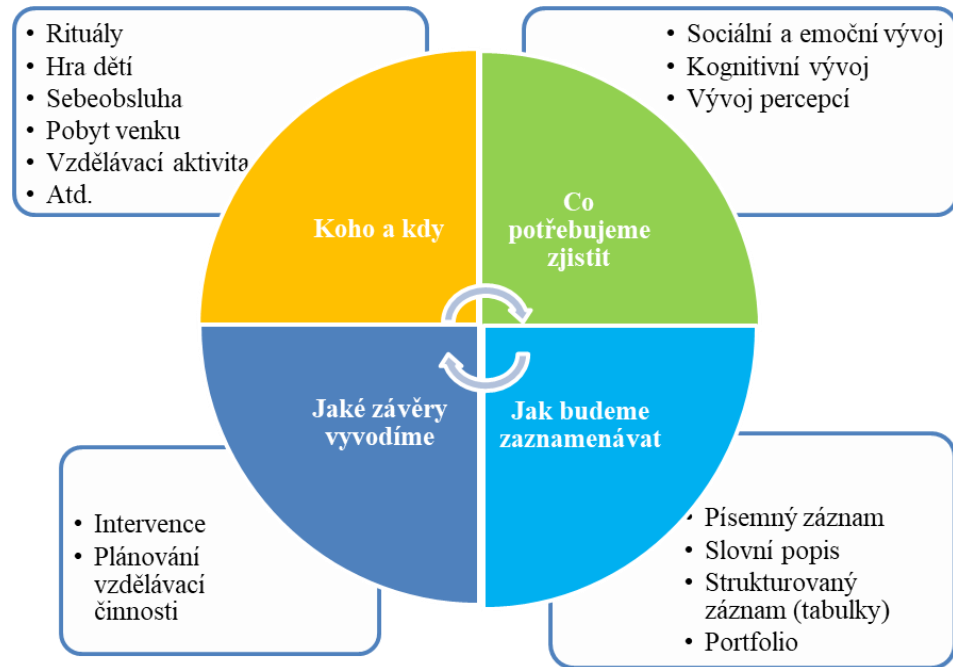 • Rituály
• Hra dětí
• Sebeobsluha
• Pobyt venku
• Vzdělávací aktivita
• Atd.
• Sociální a emoční vývoj
• Kognitivní vývoj
• Vývoj percepcí
Koho a kdy
Co
potřebujeme
zjistit
Jaké závěry
vyvodíme
Jak budeme
zaznamenávat
• Intervence
• Plánování
vzdělávací
činnosti
• Písemný záznam
• Slovní popis
• Strukturovaný
záznam (tabulky)
• Portfolio